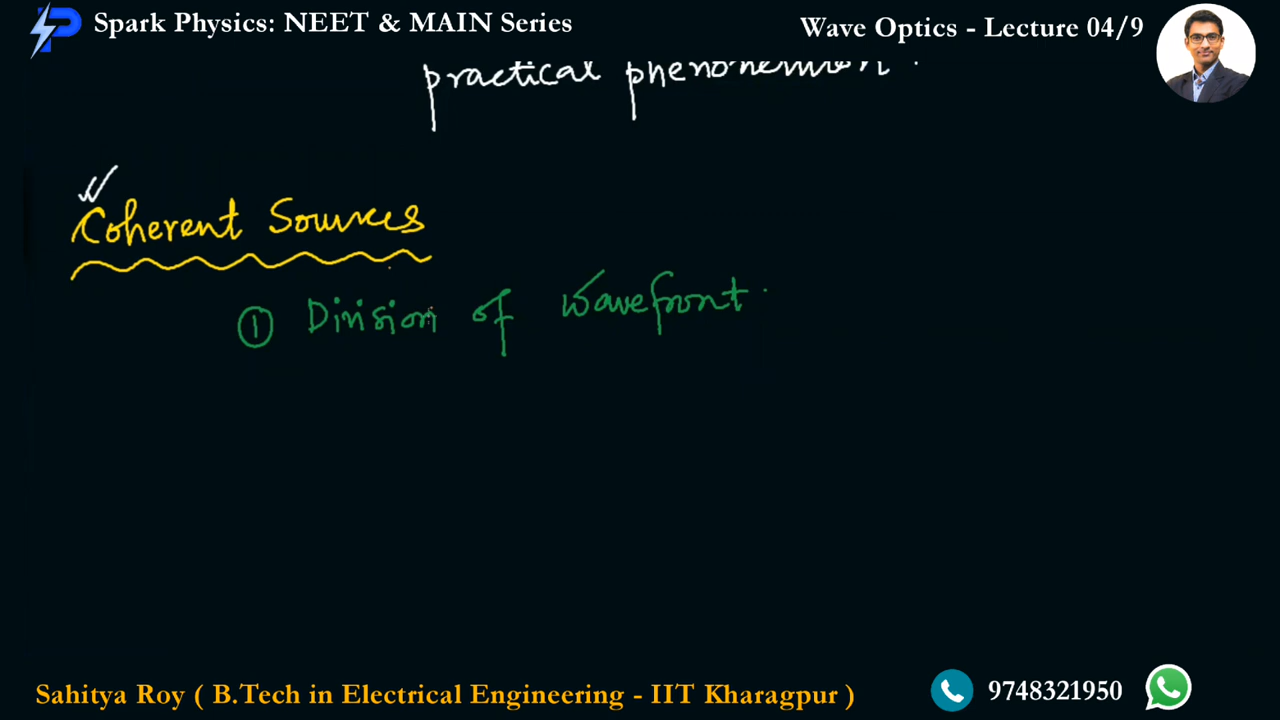 Spark Physics: NEET & MAIN Series
Wave Optics - Lecture 04/9
practical phenomenon.
Coherent Sources
① Division of wavefront.
Sahitya Roy ( B.Tech in Electrical Engineering - IIT Kharagpur )
9748321950